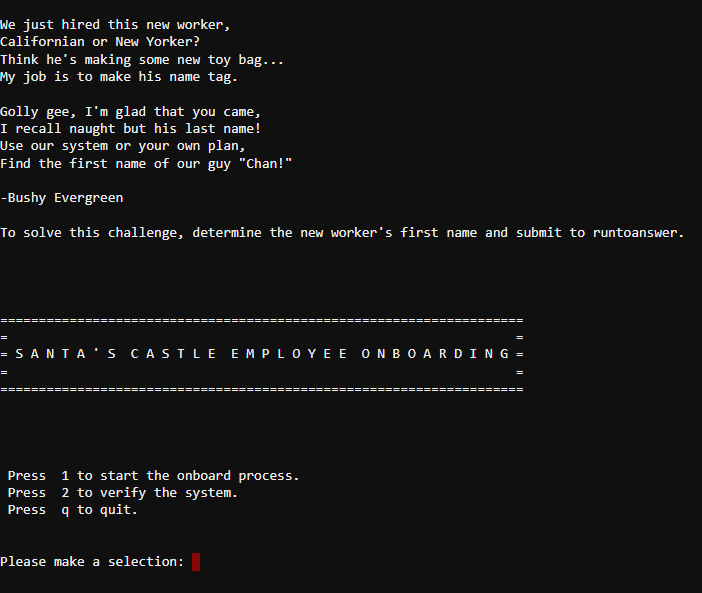 We just hired this new worker,
Californian or New Yorker?
Think he's making some new toy bag...
My job is to make his name tag.
Golly gee, I'm glad that you came,
I recall naught but his last name!
Use our system or your own plan,
Find the first name of our guy "Chan!"
-Bushy Evergreen
To solve this challenge, determine the new worker's first name and submit to runtoanswer.
====================================================================
=                                                                  =
= S A N T A ' S  C A S T L E  E M P L O Y E E  O N B O A R D I N G =
=                                                                  =
====================================================================
Press  1 to start the onboard process.
Press  2 to verify the system.
Press  q to quit.
Please make a selection: